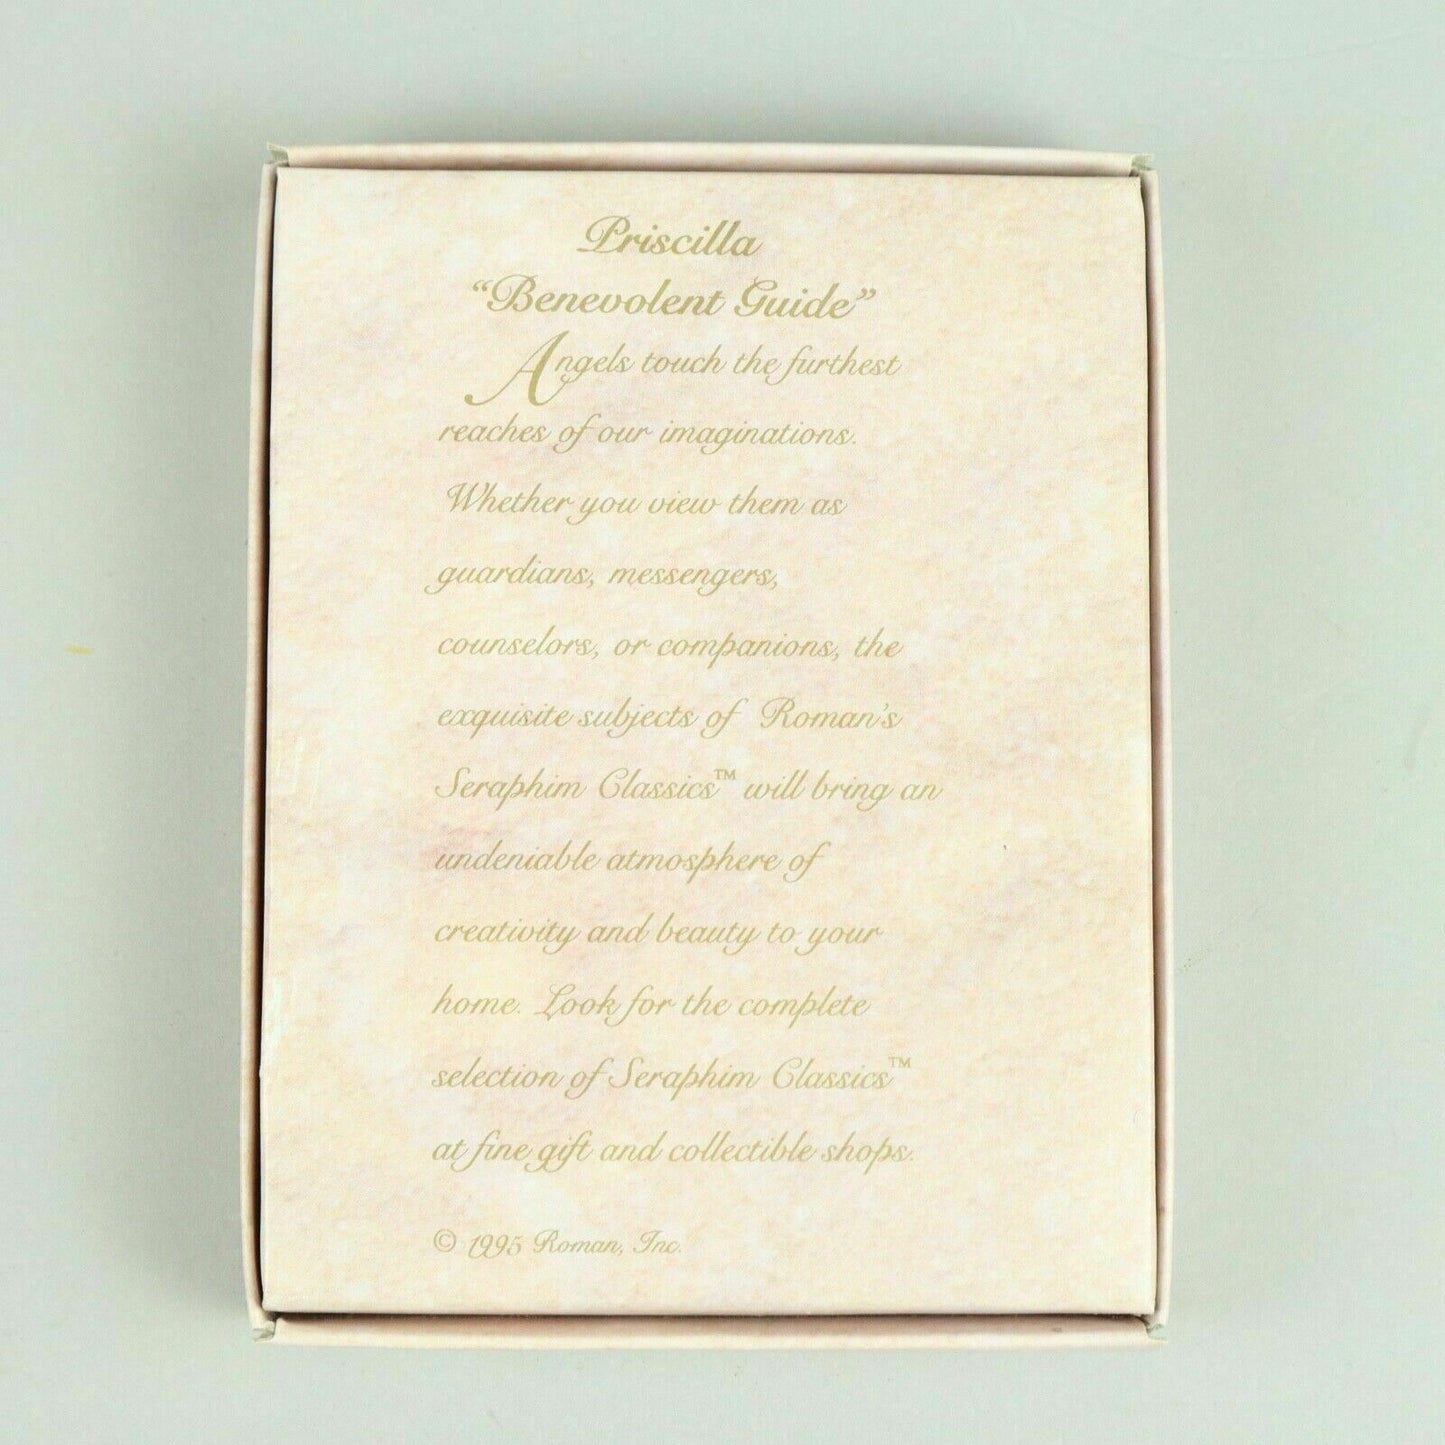 Priscilla
“Benevolent Guide”
Angels touch the furthest
reaches of our imaginations.
Whether you view them as
guardians, messengers,
counselors, or companions, the
exquisite subjects of Roman's
Seraphim Classics™ will bring an
undeniable atmosphere of
creativity and beauty to your
home. Look for the complete
selection of Seraphim Classics™
at fine gift and collectible shops.
© 1995 Roman, Inc.